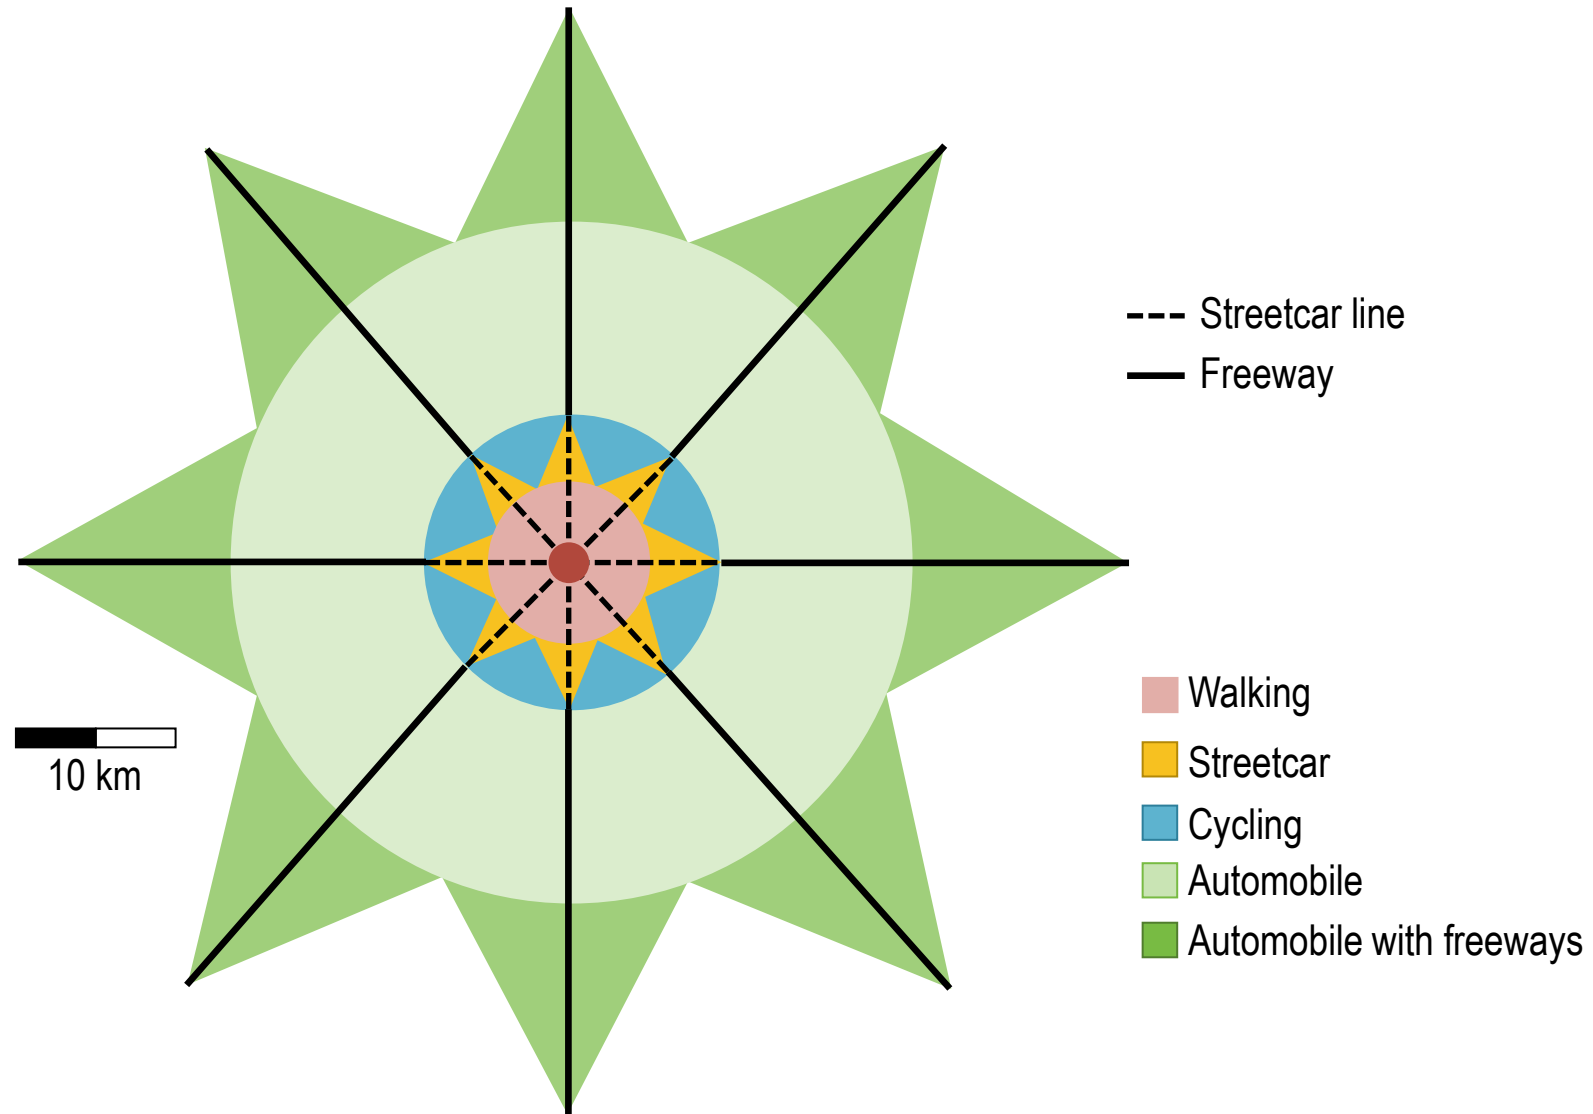 Streetcar line
Freeway
Walking
10 km
Streetcar
Cycling
Automobile
Automobile with freeways